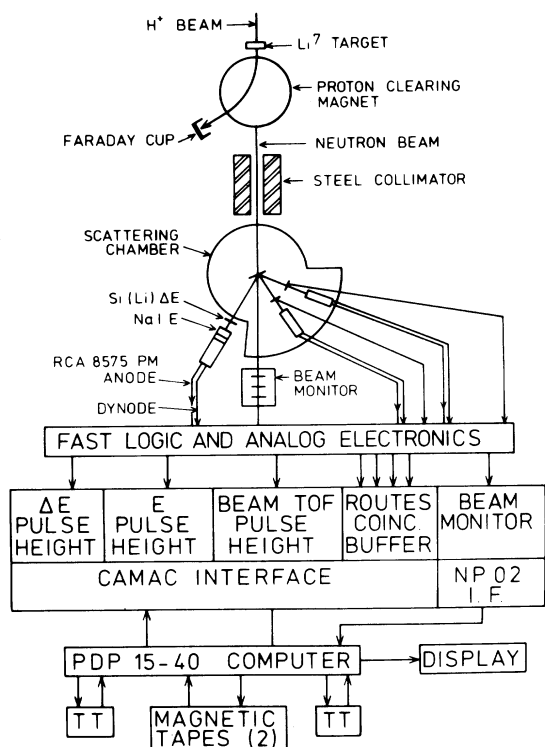 H⁺ BEAM
Li⁷ TARGET
PROTON CLEARING
MAGNET
FARADAY CUP
NEUTRON BEAM
STEEL COLLIMATOR
SCATTERING
CHAMBER
Si(Li) ΔE
NaI E
RCA 8575 PM
ANODE
DYNODE
BEAM
MONITOR
FAST LOGIC AND ANALOG ELECTRONICS
ΔE
PULSE
HEIGHT
E
PULSE
HEIGHT
BEAM TOF
PULSE
HEIGHT
ROUTES
COINC.
BUFFER
BEAM
MONITOR
CAMAC INTERFACE
NP 02
I. F.
PDP 15-40 COMPUTER
DISPLAY
TT
MAGNETIC
TAPES (2)
TT